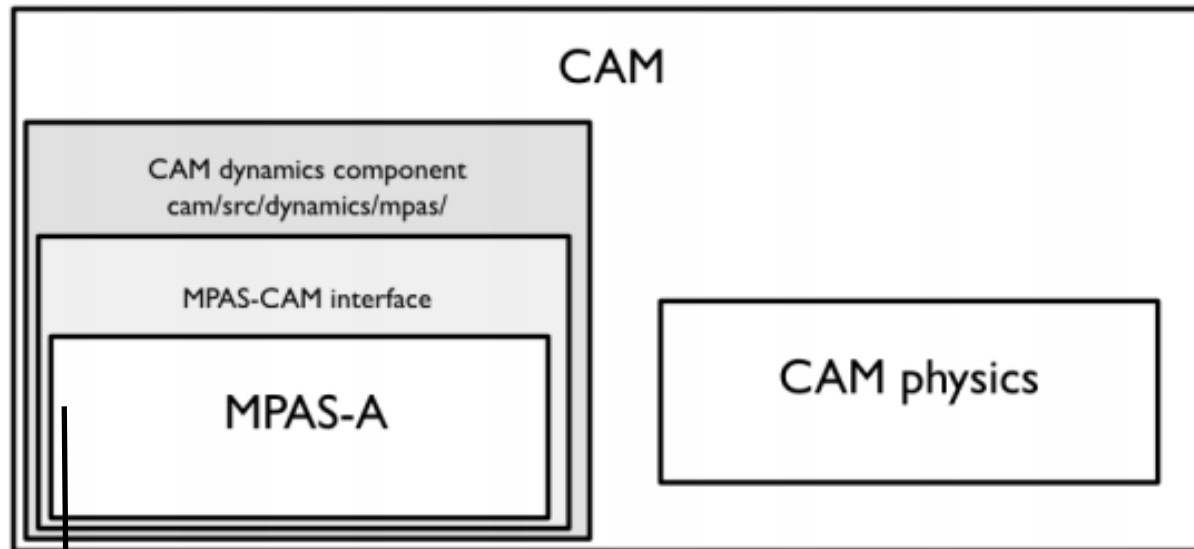 CAM
CAM dynamics component
cam/src/dynamics/mpas/
MPAS-CAM interface
MPAS-A
CAM physics